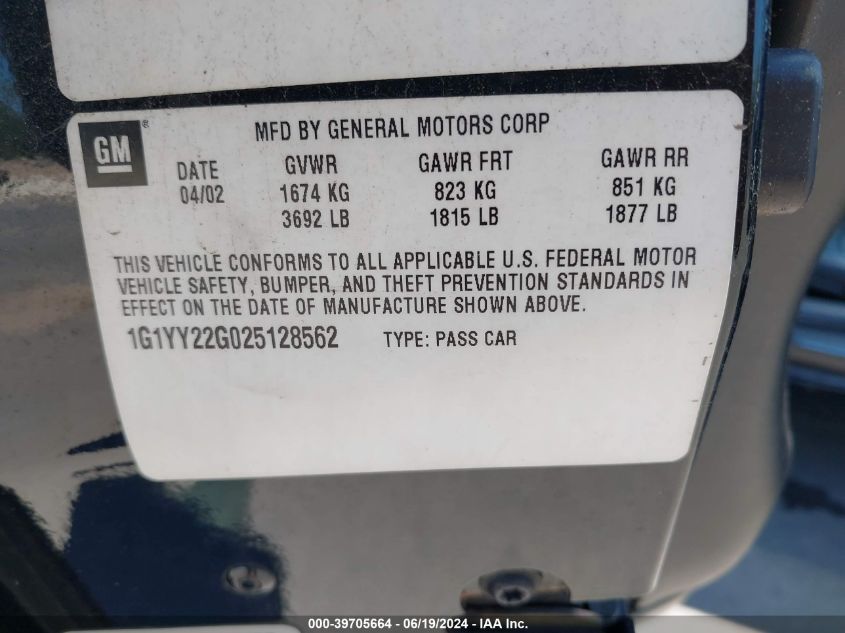 GM®
MFD BY GENERAL MOTORS CORP
DATE GVWR GAWR FRT GAWR RR
04/02 1674 KG 823 KG 851 KG
3692 LB 1815 LB 1877 LB
THIS VEHICLE CONFORMS TO ALL APPLICABLE U.S. FEDERAL MOTOR
VEHICLE SAFETY, BUMPER, AND THEFT PREVENTION STANDARDS IN
EFFECT ON THE DATE OF MANUFACTURE SHOWN ABOVE.
1G1YY22G025128562 TYPE: PASS CAR
000-39705664 - 06/19/2024 - IAA Inc.